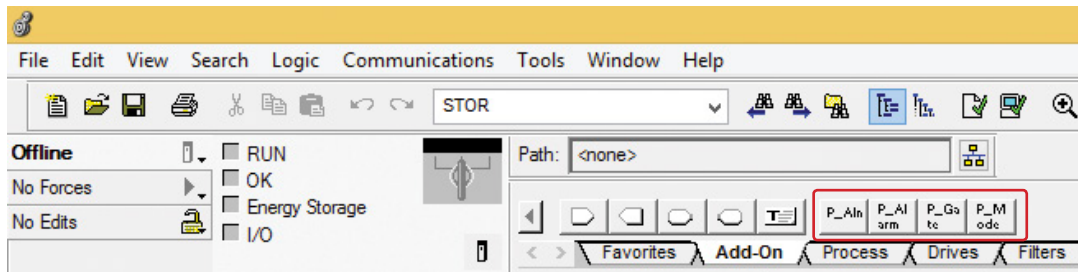 File Edit View Search Logic Communications Tools Window Help
STOR
Offline
RUN
Path: <none>
No Forces
OK
No Edits
Energy Storage
I/O
P_AIn P_Al
arm P_Ga
te P_M
ode
Favorites Add-On Process Drives Filters